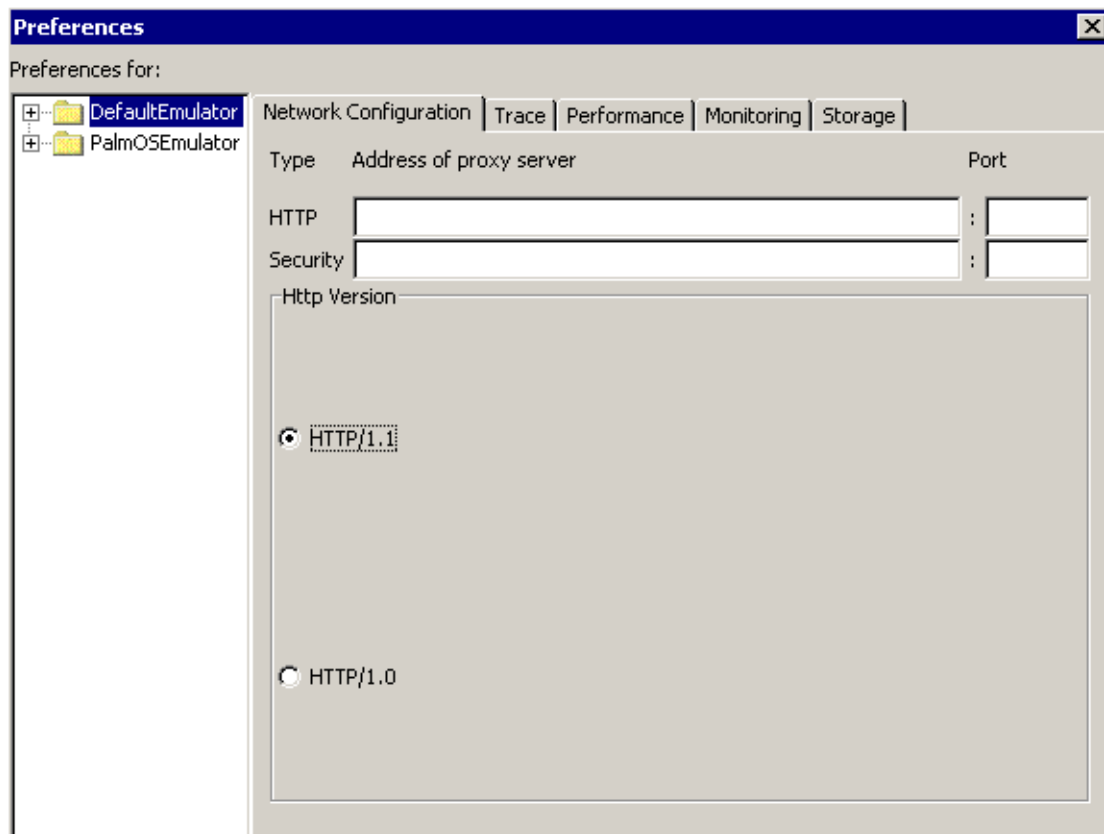 Preferences
Preferences for:
DefaultEmulator
PalmOSEmulator
Network Configuration Trace Performance Monitoring Storage
Type Address of proxy server Port
HTTP :
Security :
Http Version
HTTP/1.1
HTTP/1.0